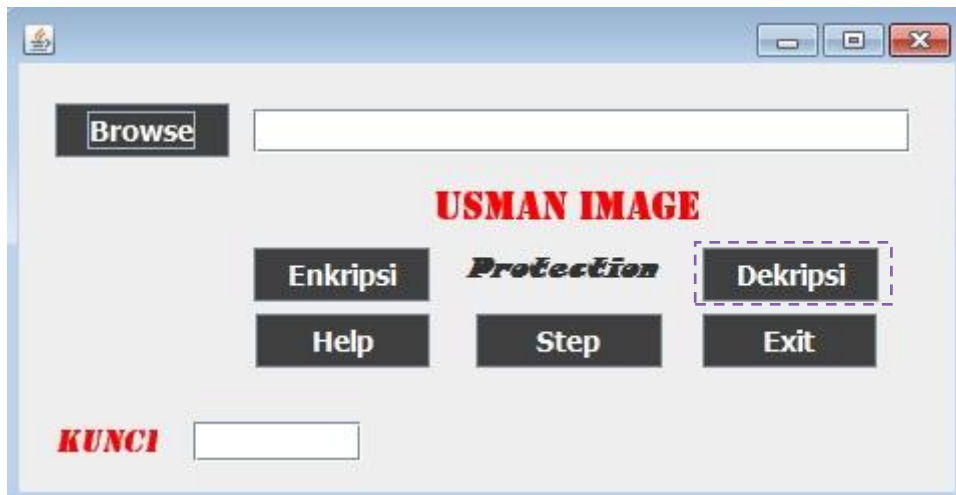 Browse
USMAN IMAGE
Enkripsi Protection Dekripsi
Help Step Exit
KUNCI